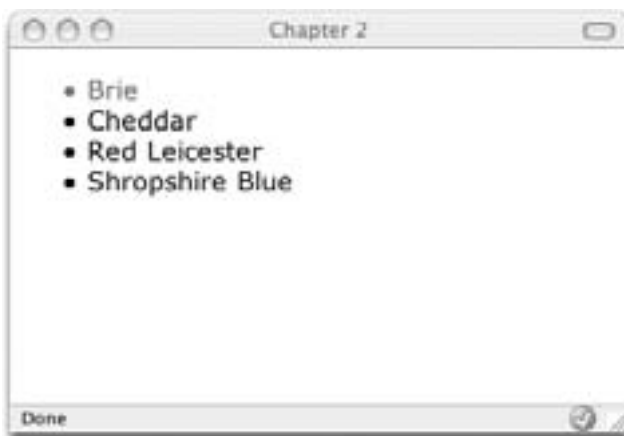 Chapter 2
• Brie
• Cheddar
• Red Leicester
• Shropshire Blue
Done